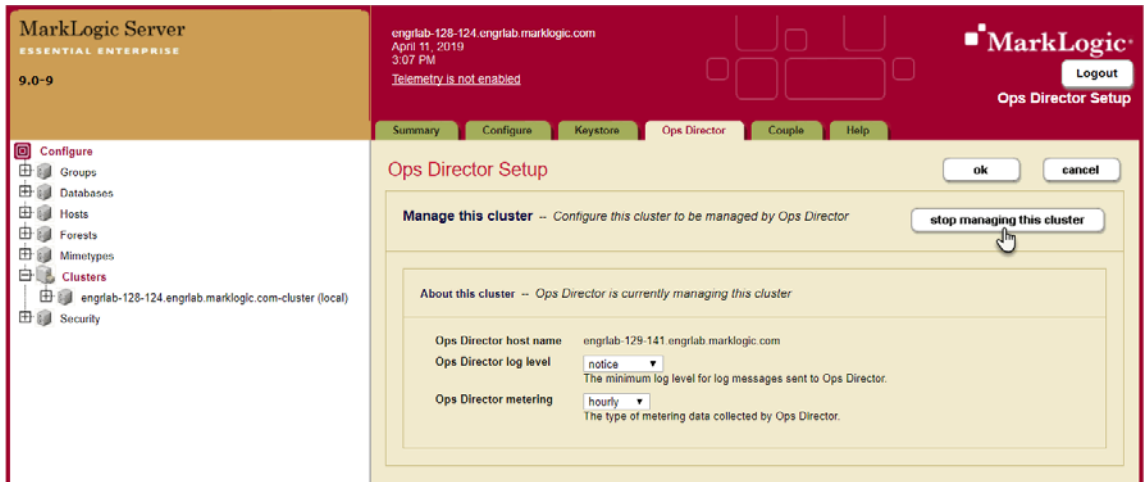 MarkLogic Server
ESSENTIAL ENTERPRISE
9.0-9
engrlab-128-124.engrlab.marklogic.com
April 11, 2019
3:07 PM
Telemetry is not enabled
MarkLogic
Logout
Ops Director Setup
Summary
Configure
Keystore
Ops Director
Couple
Help
Configure
Groups
Databases
Hosts
Forests
Mimetypes
Clusters
engrlab-128-124.engrlab.marklogic.com-cluster (local)
Security
Ops Director Setup
ok
cancel
Manage this cluster -- Configure this cluster to be managed by Ops Director
stop managing this cluster
About this cluster -- Ops Director is currently managing this cluster
Ops Director host name engrlab-129-141.engrlab.marklogic.com
Ops Director log level notice
The minimum log level for log messages sent to Ops Director.
Ops Director metering hourly
The type of metering data collected by Ops Director.